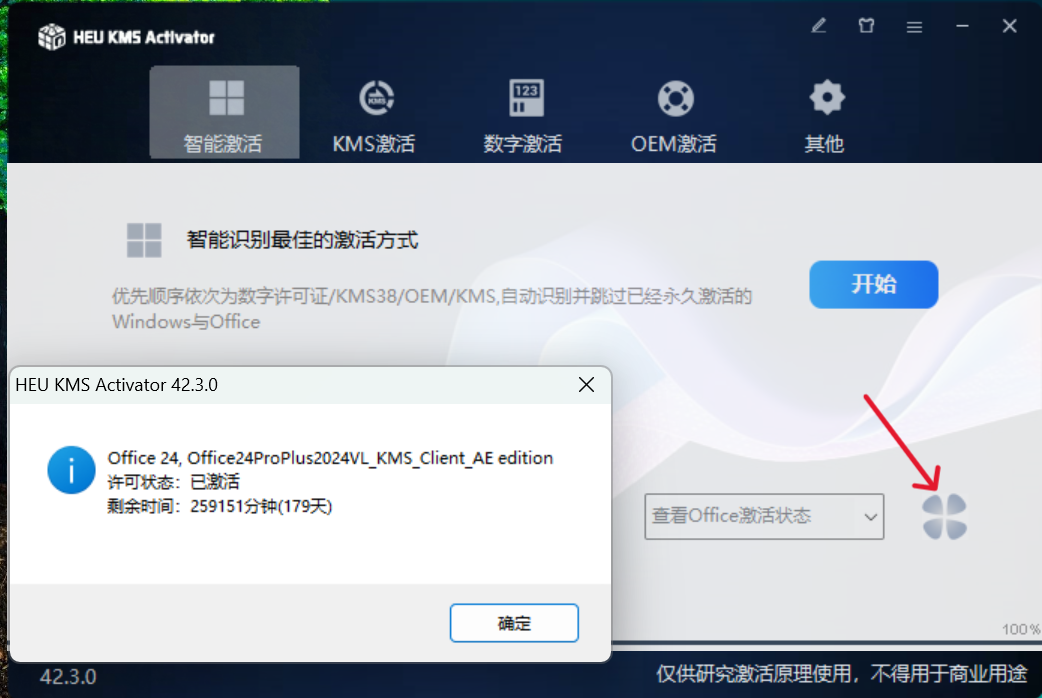 HEU KMS Activator
智能激活
KMS激活
123
数字激活
OEM激活
其他
智能识别最佳的激活方式
优先顺序依次为数字许可证/KMS38/OEM/KMS,自动识别并跳过已经永久激活的
Windows与Office
开始
HEU KMS Activator 42.3.0
Office 24, Office24ProPlus2024VL_KMS_Client_AE edition
许可状态：已激活
剩余时间：259151分钟(179天)
确定
查看Office激活状态
100%
42.3.0
仅供研究激活原理使用，不得用于商业用途